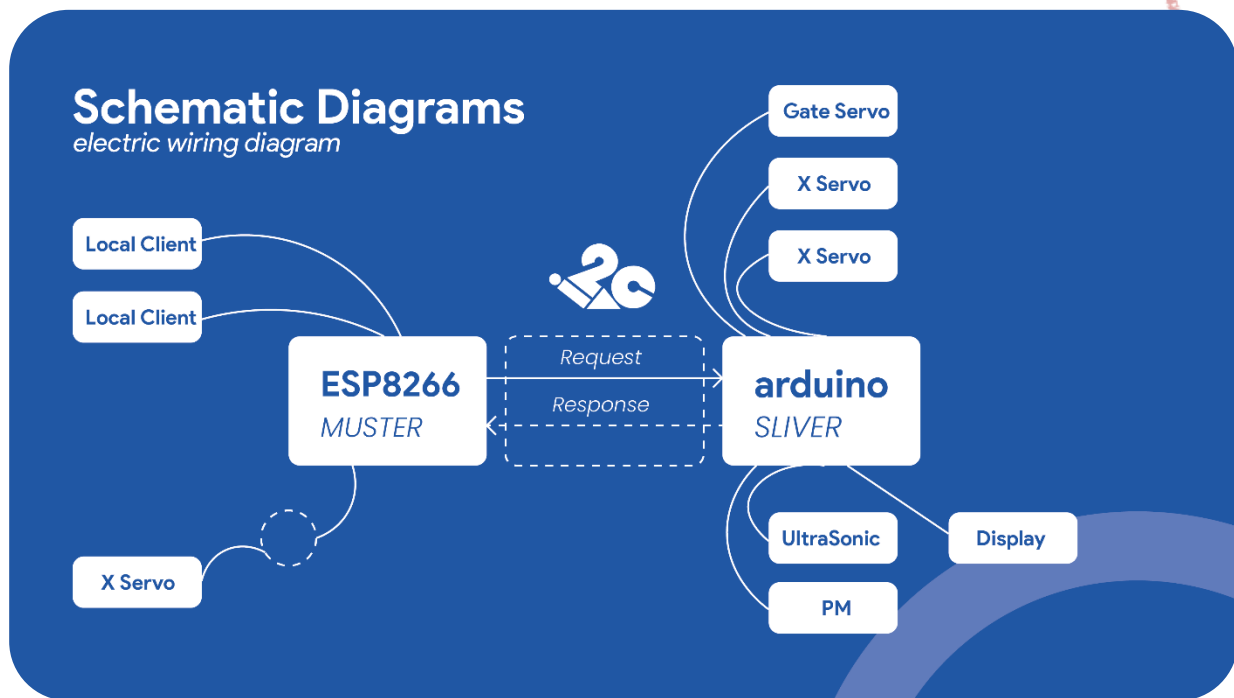 Schematic Diagrams
electric wiring diagram
Gate Servo
X Servo
X Servo
Local Client
Local Client
i2c
Request
Response
ESP8266
MUSTER
arduino
SLIVER
X Servo
UltraSonic
Display
PM